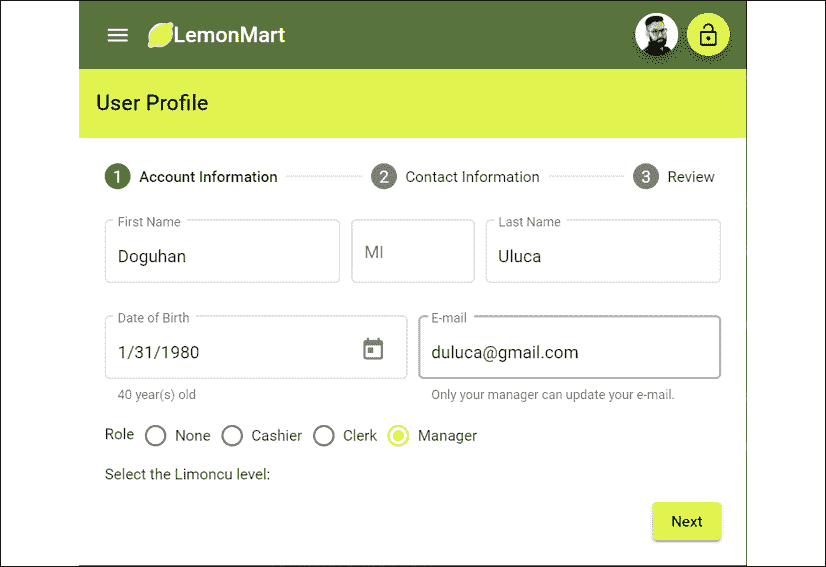 LemonMart
User Profile
1 Account Information 2 Contact Information 3 Review
First Name Last Name
Doguhan MI Uluca
Date of Birth E-mail
1/31/1980 duluca@gmail.com
40 year(s) old Only your manager can update your e-mail.
Role None Cashier Clerk Manager
Select the Limoncu level:
Next